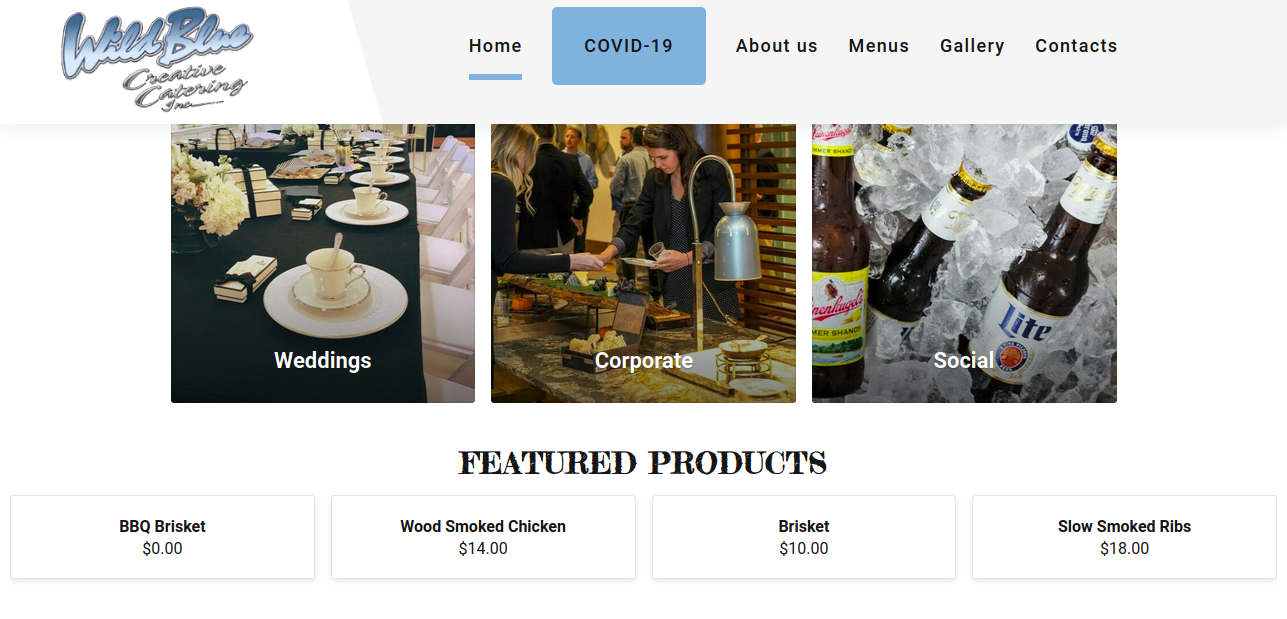 Wild Blue
Creative
Catering
Inc
Home
COVID-19
About us
Menus
Gallery
Contacts
Leinenkugel's
MMER SHANDY
Lite
Weddings
Corporate
Social
FEATURED PRODUCTS
BBQ Brisket
$0.00
Wood Smoked Chicken
$14.00
Brisket
$10.00
Slow Smoked Ribs
$18.00